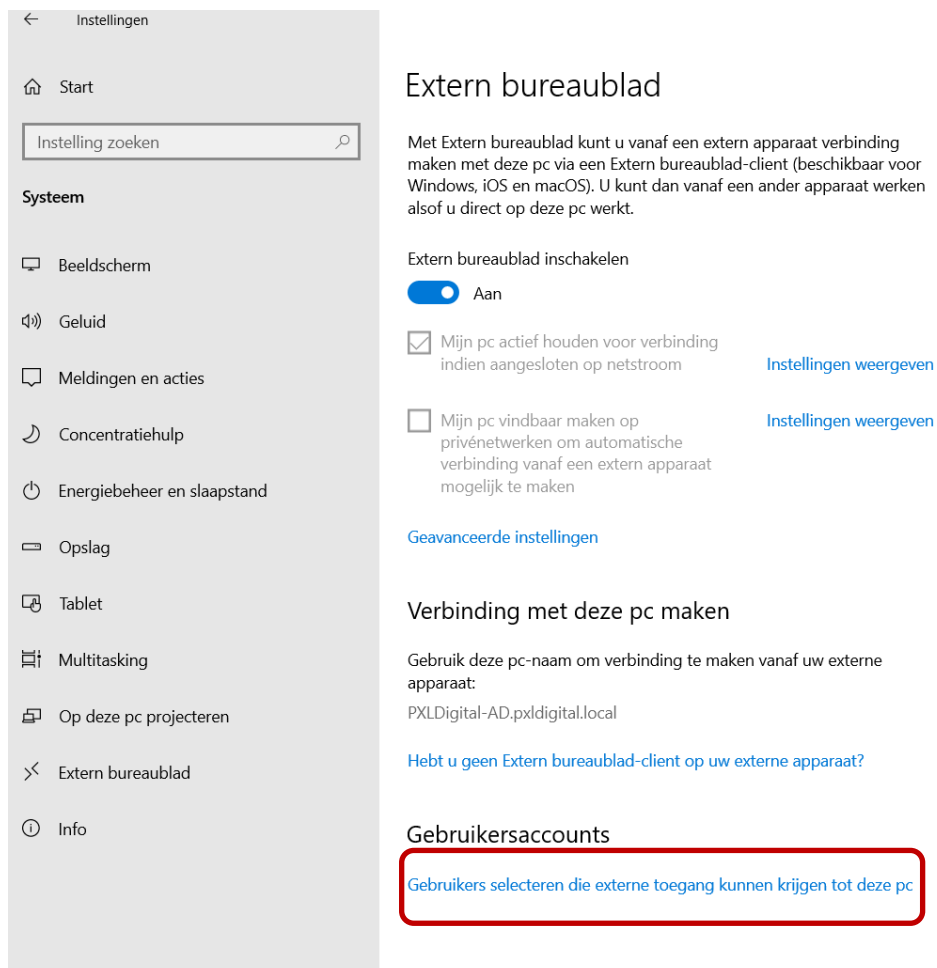 Instellingen
Start
Instelling zoeken
Systeem
Beeldscherm
Geluid
Meldingen en acties
Concentratiehulp
Energiebeheer en slaapstand
Opslag
Tablet
Multitasking
Op deze pc projecteren
Extern bureaublad
Info
Extern bureaublad
Met Extern bureaublad kunt u vanaf een extern apparaat verbinding
maken met deze pc via een Extern bureaublad-client (beschikbaar voor
Windows, iOS en macOS). U kunt dan vanaf een ander apparaat werken
alsof u direct op deze pc werkt.
Extern bureaublad inschakelen
Aan
Mijn pc actief houden voor verbinding
indien aangesloten op netstroom
Instellingen weergeven
Mijn pc vindbaar maken op
privénetwerken om automatische
verbinding vanaf een extern apparaat
mogelijk te maken
Instellingen weergeven
Geavanceerde instellingen
Verbinding met deze pc maken
Gebruik deze pc-naam om verbinding te maken vanaf uw externe
apparaat:
PXLDigital-AD.pxldigital.local
Hebt u geen Extern bureaublad-client op uw externe apparaat?
Gebruikersaccounts
Gebruikers selecteren die externe toegang kunnen krijgen tot deze pc